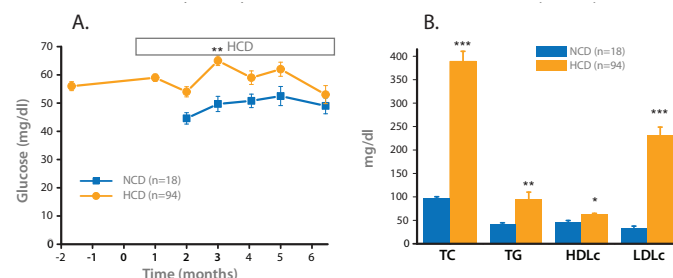 A.
HCD
**
70
60
50
40
30
20
10
0
Glucose (mg/dl)
NCD (n=18)
HCD (n=94)
-2 -1 0 1 2 3 4 5 6
Time (months)
B.
NCD (n=18)
HCD (n=94)
400
350
300
250
200
150
100
50
0
mg/dl
***
**
*
***
TC TG HDLc LDLc